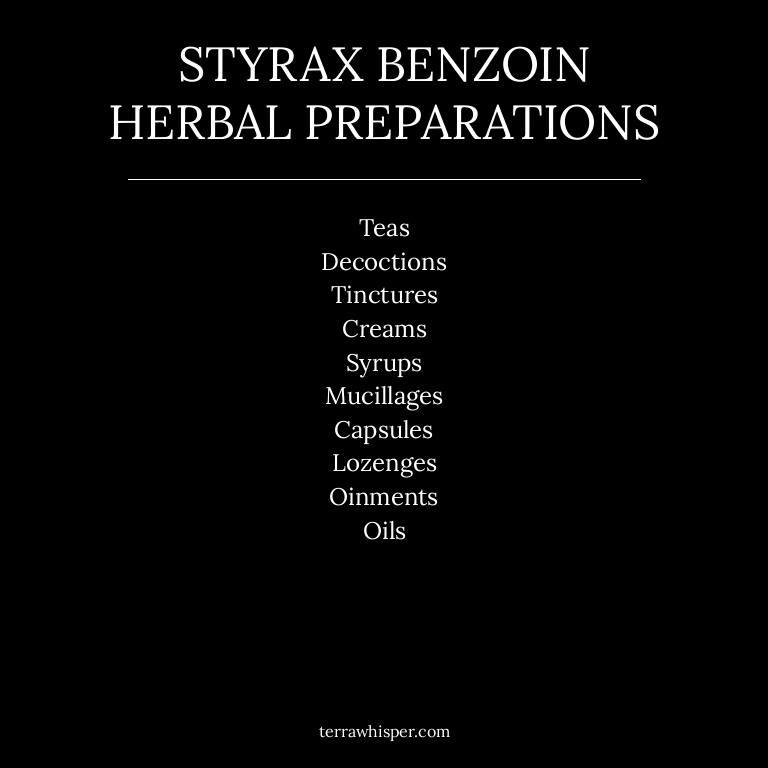 STYRAX BENZOIN
HERBAL PREPARATIONS
Teas
Decoctions
Tinctures
Creams
Syrups
Mucillages
Capsules
Lozenges
Oinments
Oils
terrawhisper.com